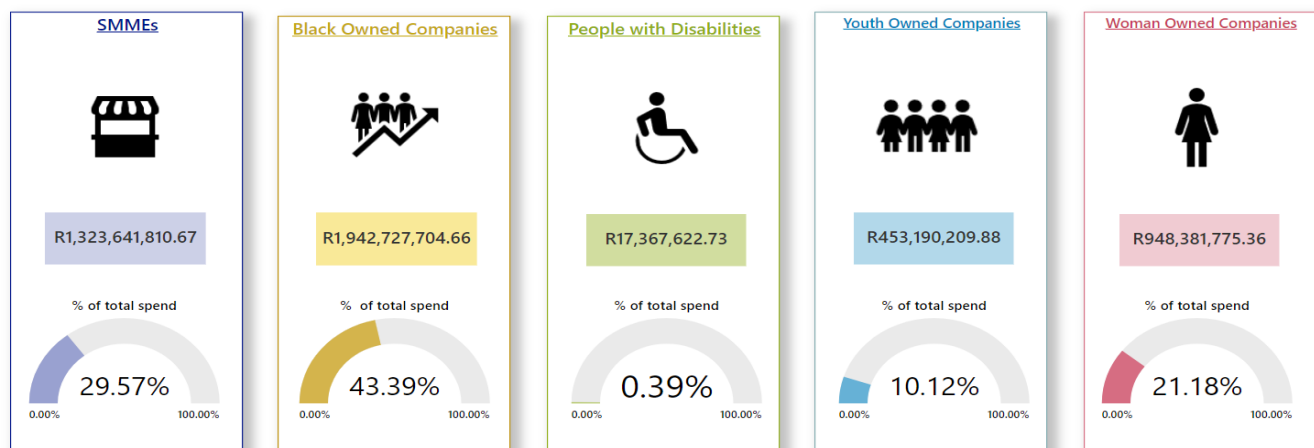 SMMEs
R1,323,641,810.67
% of total spend
29.57%
0.00%
100.00%
Black Owned Companies
R1,942,727,704.66
% of total spend
43.39%
0.00%
100.00%
People with Disabilities
R17,367,622.73
% of total spend
0.39%
0.00%
100.00%
Youth Owned Companies
R453,190,209.88
% of total spend
10.12%
0.00%
100.00%
Woman Owned Companies
R948,381,775.36
% of total spend
21.18%
0.00%
100.00%